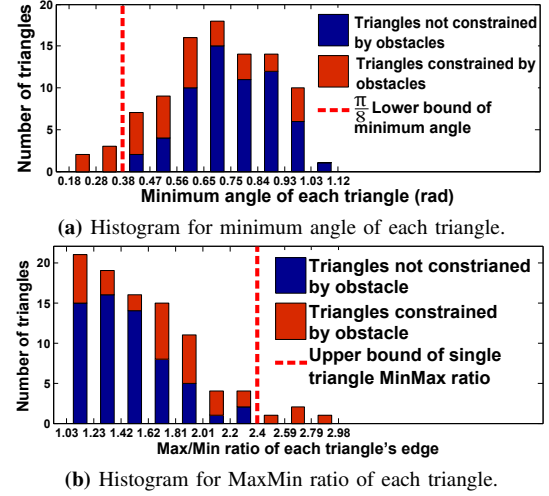 20
15
10
5
0
Number of triangles
Triangles not constrained
by obstacles
Triangles constrained by
obstacles
π/8 Lower bound of
minimum angle
0.18 0.28 0.38 0.47 0.56 0.65 0.75 0.84 0.93 1.03 1.12
Minimum angle of each triangle (rad)
(a) Histogram for minimum angle of each triangle.
20
15
10
5
0
Number of triangles
Triangles not constrianed
by obstacle
Triangles constrained
by obstacle
Upper bound of single
triangle MinMax ratio
1.03 1.23 1.42 1.62 1.81 2.01 2.2 2.4 2.59 2.79 2.98
Max/Min ratio of each triangle's edge
(b) Histogram for MaxMin ratio of each triangle.